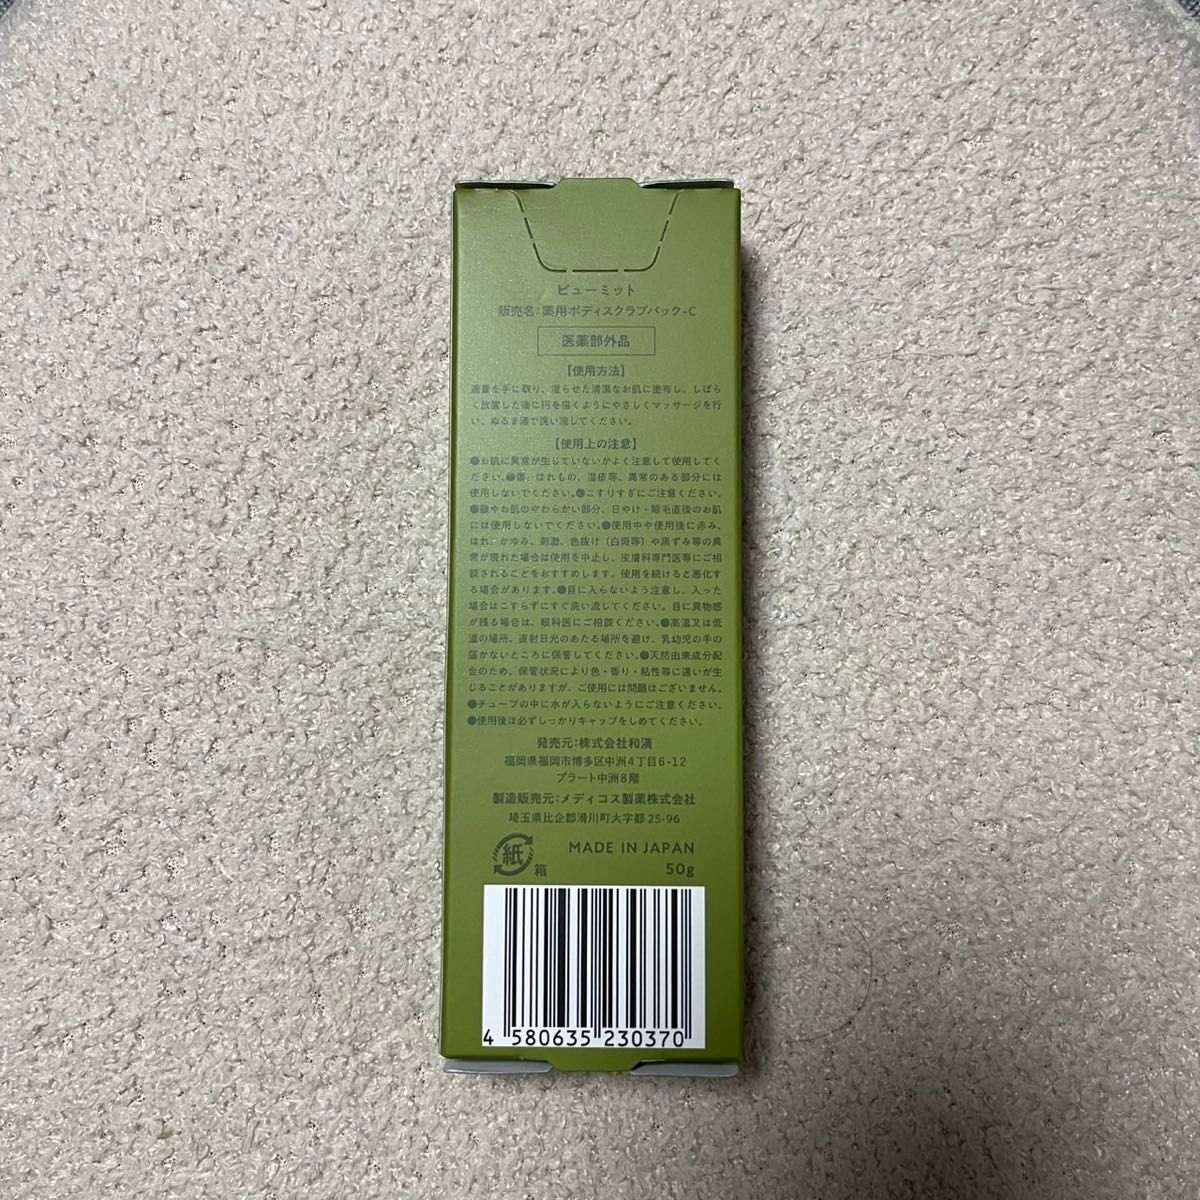 ビューミット
販売名：薬用ボディスクラブパック-C
医薬部外品
【使用方法】
適量を手に取り、湿らせた清潔なお肌に塗布し、しばら
く放置した後に円を描くようにやさしくマッサージを行
い、ぬるま湯で洗い流してください。
【使用上の注意】
●お肌に異常が生じていないかよく注意して使用してく
ださい。●傷、はれもの、湿疹等、異常のある部分には
使用しないでください。●こすりすぎにご注意ください。
●顔やお肌のやわらかい部分、日やけ・除毛直後のお肌
には使用しないでください。●使用中や使用後に赤み、
はれ、かゆみ、刺激、色抜け（白斑等）や黒ずみ等の異
常が現れた場合は使用を中止し、皮膚科専門医等にご相
談されることをおすすめします。使用を続けると悪化す
る場合があります。●目に入らないよう注意し、入った
場合はこすらずにすぐ洗い流してください。目に異物感
が残る場合は、眼科医にご相談ください。●高温又は低
温の場所、直射日光のあたる場所を避け、乳幼児の手の
届かないところに保管してください。●天然由来成分配
合のため、保管状況により色・香り・粘性等に違いが生
じることがありますが、ご使用には問題はございません。
●チューブの中に水が入らないようにご注意ください。
●使用後は必ずしっかりキャップをしめてください。
発売元：株式会社和漢
福岡県福岡市博多区中洲4丁目6-12
プラート中洲8階
製造販売元：メディコス製薬株式会社
埼玉県比企郡滑川町大字都25-96
紙
箱
MADE IN JAPAN
50g
4 580635 230370